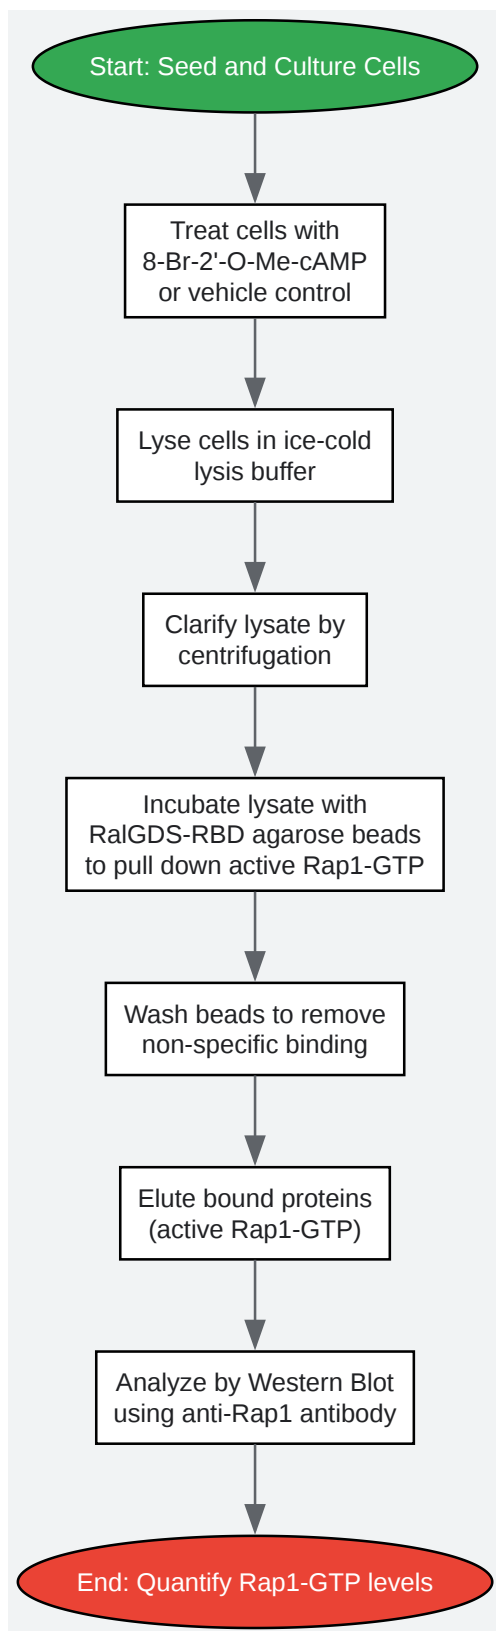 Start: Seed and Culture Cells
Treat cells with
8-Br-2'-O-Me-cAMP
or vehicle control
Lyse cells in ice-cold
lysis buffer
Clarify lysate by
centrifugation
Incubate lysate with
RalGDS-RBD agarose beads
to pull down active Rap1-GTP
Wash beads to remove
non-specific binding
Elute bound proteins
(active Rap1-GTP)
Analyze by Western Blot
using anti-Rap1 antibody
End: Quantify Rap1-GTP levels